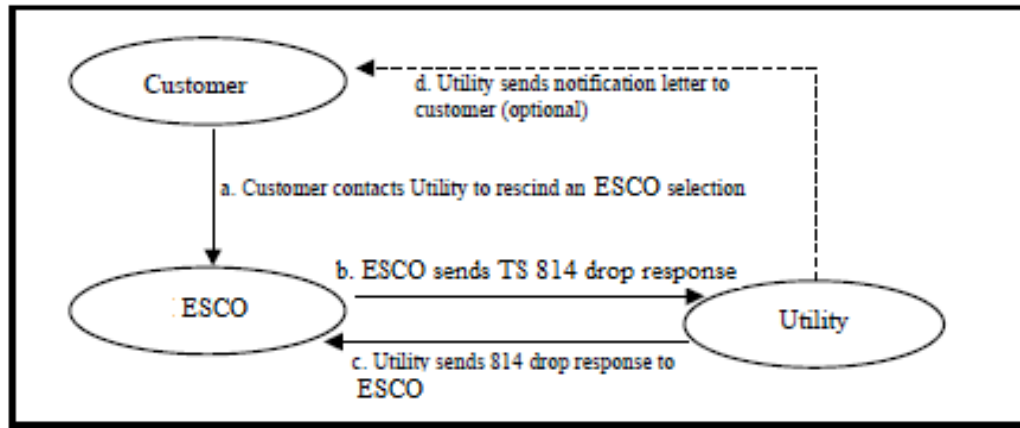 Customer
d. Utility sends notification letter to
customer (optional)
a. Customer contacts Utility to rescind an ESCO selection
b. ESCO sends TS 814 drop response
ESCO
Utility
c. Utility sends 814 drop response to
ESCO